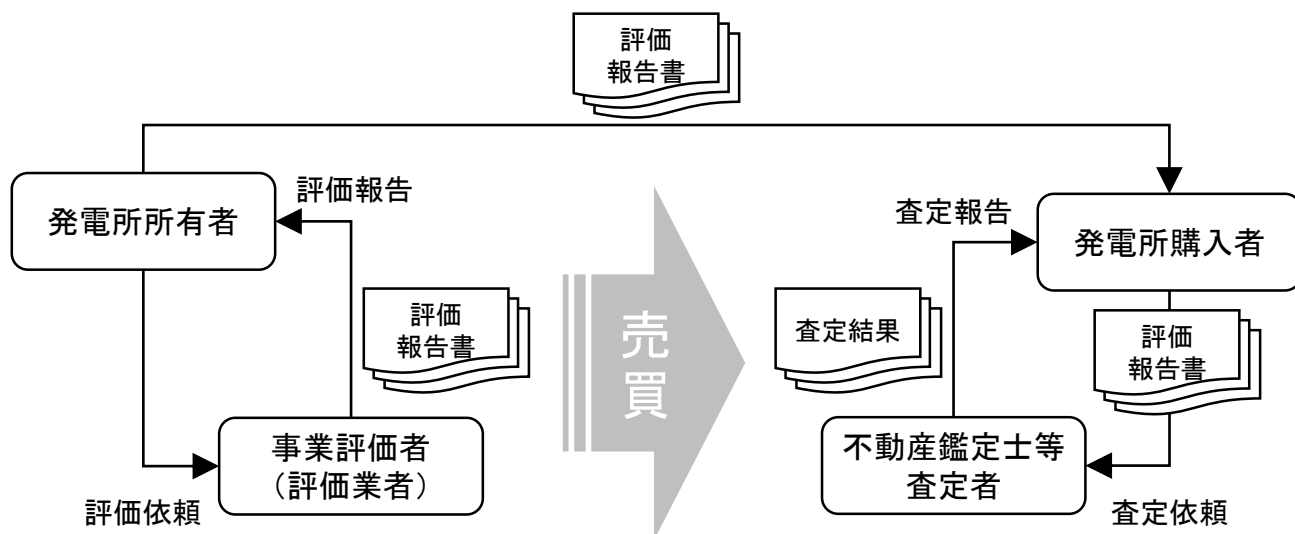 評価
報告書
発電所所有者
評価報告
評価
報告書
事業評価者
（評価業者）
評価依頼
売
買
査定報告
発電所購入者
査定結果
評価
報告書
不動産鑑定士等
査定者
査定依頼